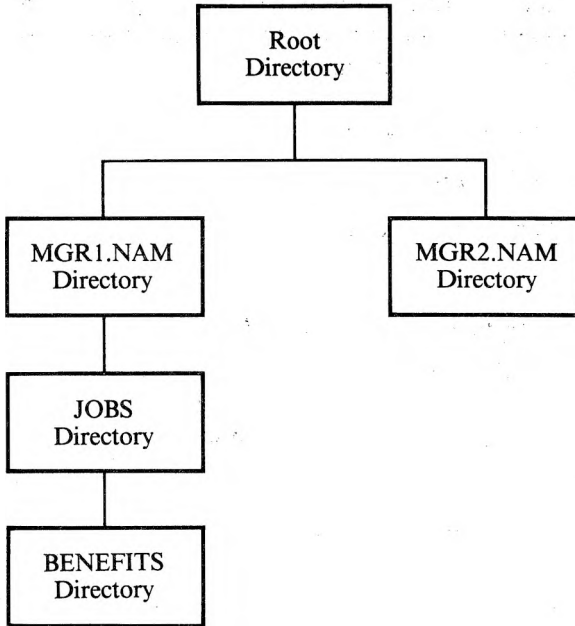 Root
Directory
MGR1.NAM
Directory
MGR2.NAM
Directory
JOBS
Directory
BENEFITS
Directory